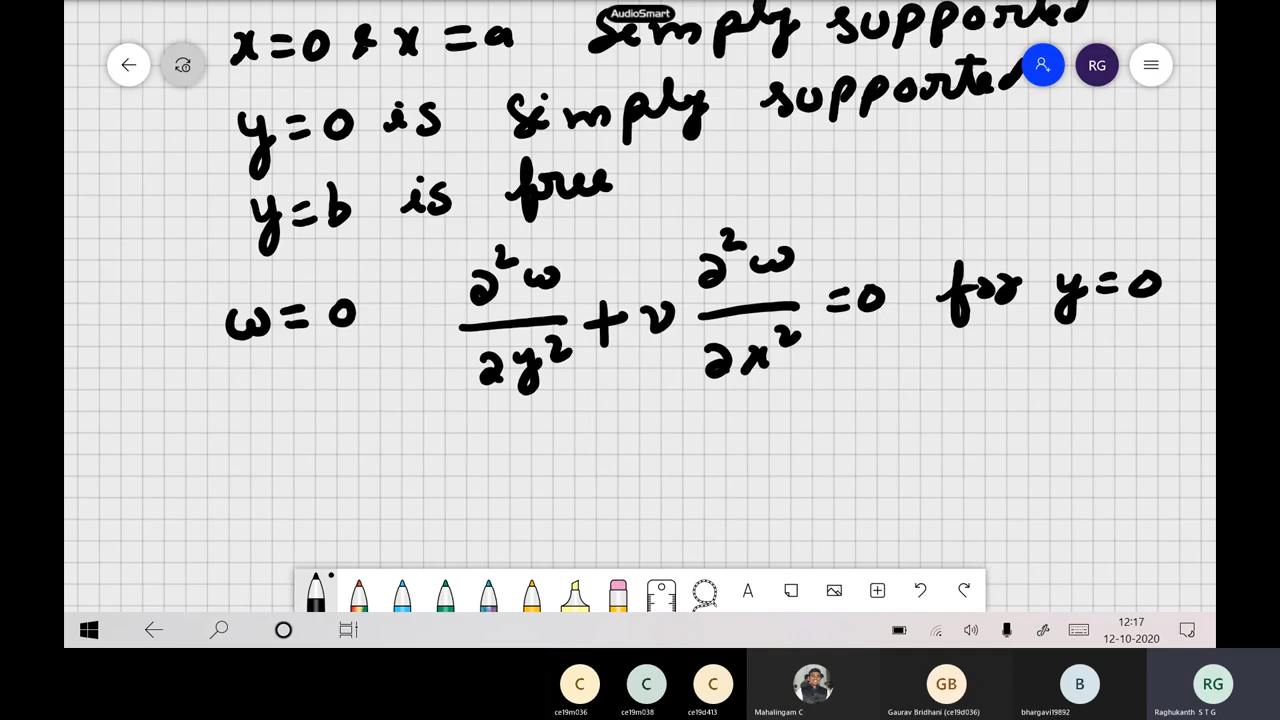 AudioSmart
x=0 & x=a simply supported
y=0 is simply supported
RG
y=b is free
ω=0 ∂²ω/∂y² + ν ∂²ω/∂x² =0 for y=0
A
12:17
12-10-2020
C C C GB B RG
ce19m036 ce19m038 ce19d413 Mahalingam C Gaurav Bridhani (ce19d036) bhargavi19892 Raghukanth S T G